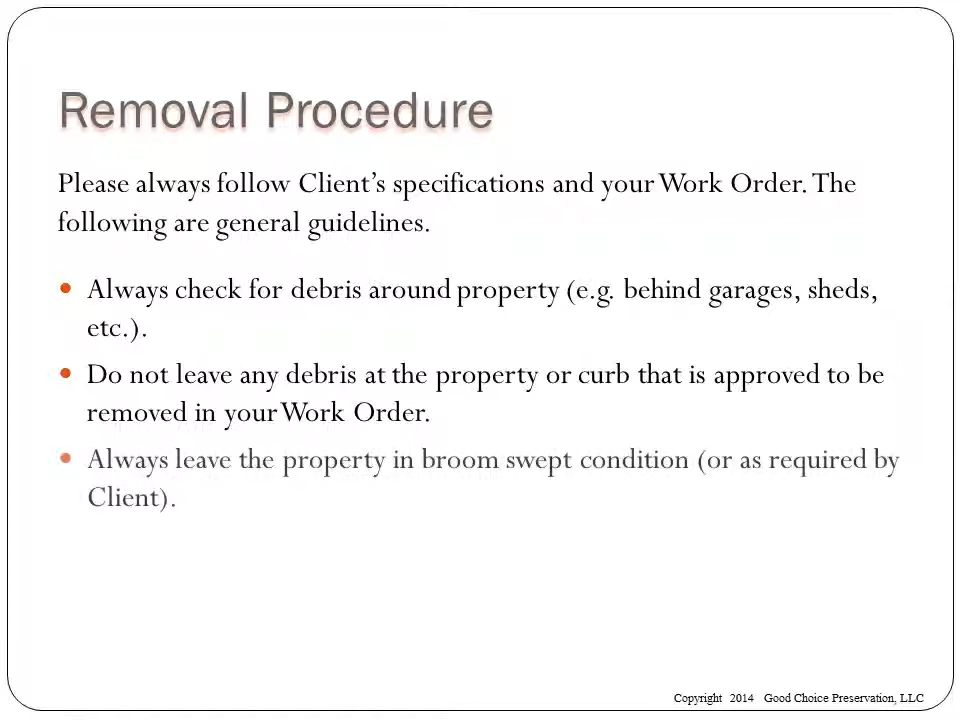 Removal Procedure
Please always follow Client's specifications and your Work Order. The
following are general guidelines.
• Always check for debris around property (e.g. behind garages, sheds,
etc.).
• Do not leave any debris at the property or curb that is approved to be
removed in your Work Order.
• Always leave the property in broom swept condition (or as required by
Client).
Copyright 2014 Good Choice Preservation, LLC